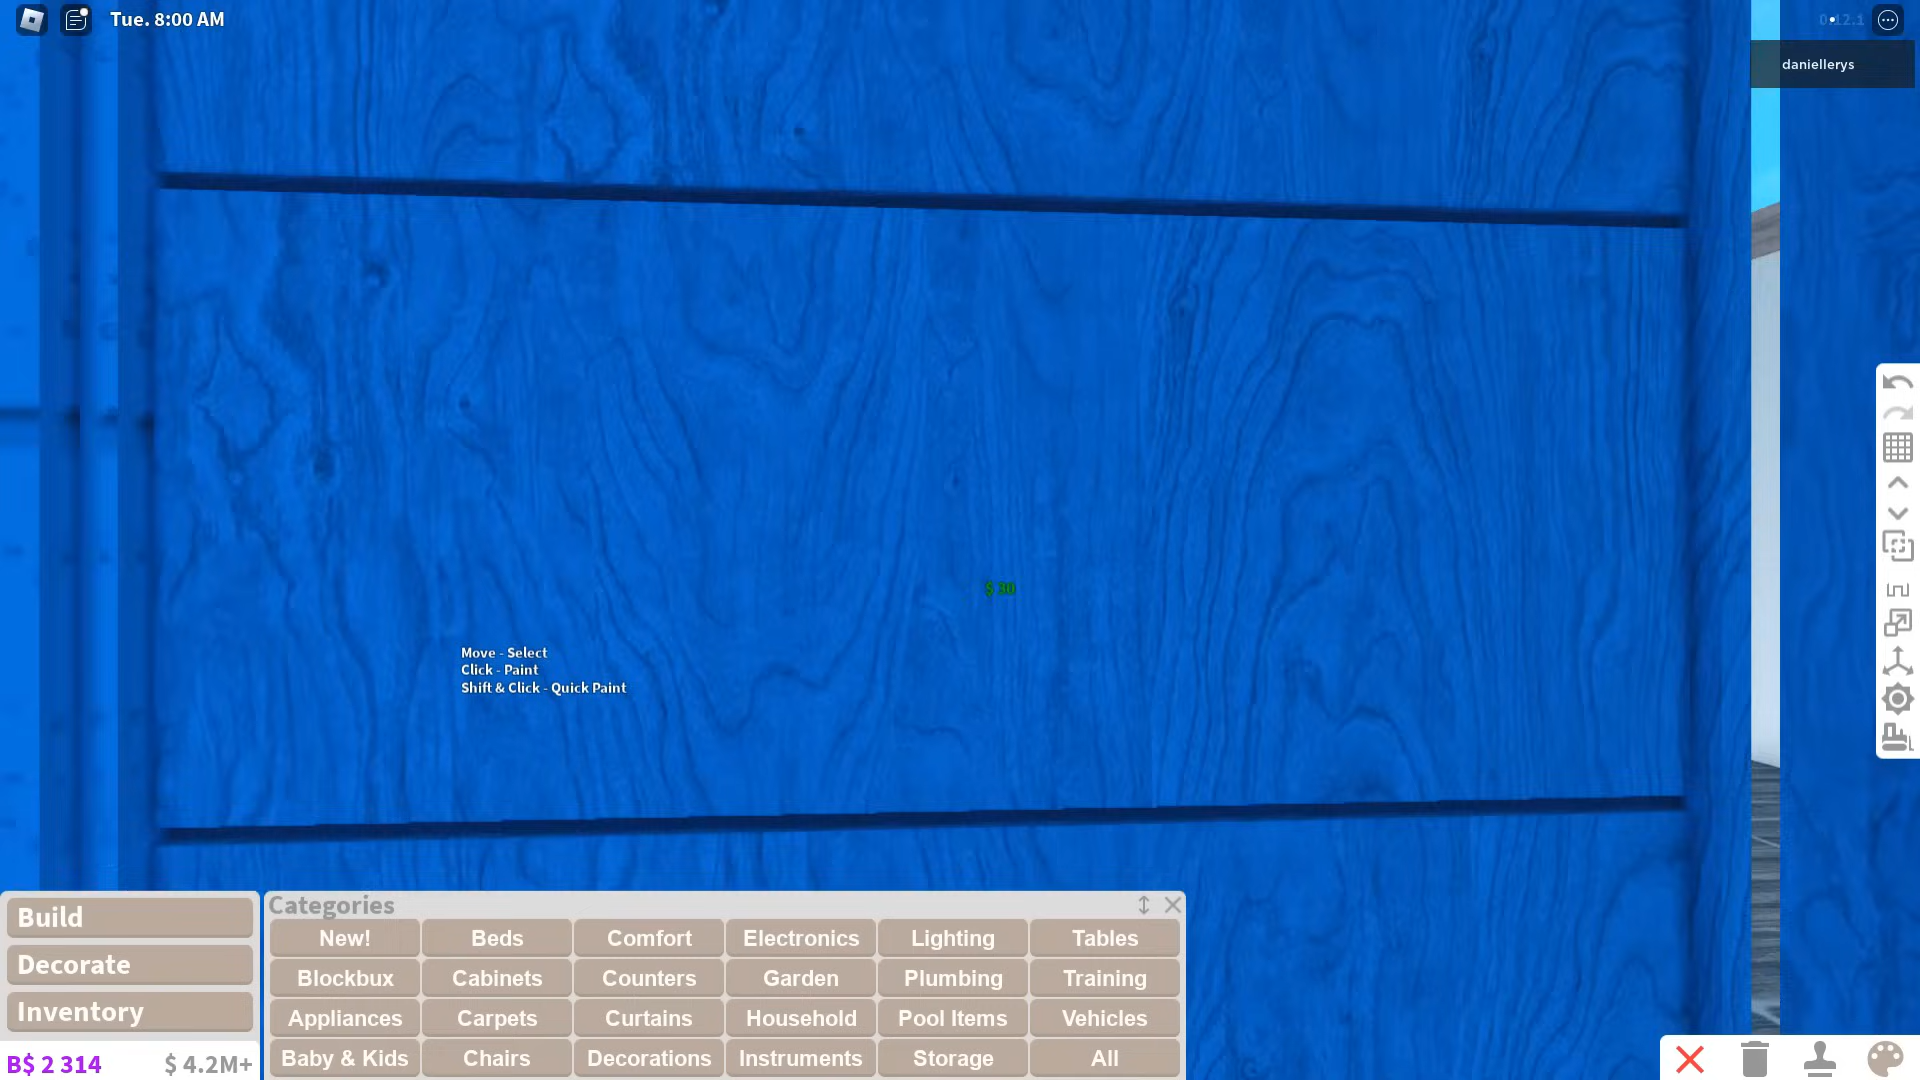 Tue. 8:00 AM
daniellerys
$ 30
Move - Select
Click - Paint
Shift & Click - Quick Paint
Build
Decorate
Inventory
B$ 2 314
$ 4.2M+
Categories
New! Beds Comfort Electronics Lighting Tables
Blockbux Cabinets Counters Garden Plumbing Training
Appliances Carpets Curtains Household Pool Items Vehicles
Baby & Kids Chairs Decorations Instruments Storage All